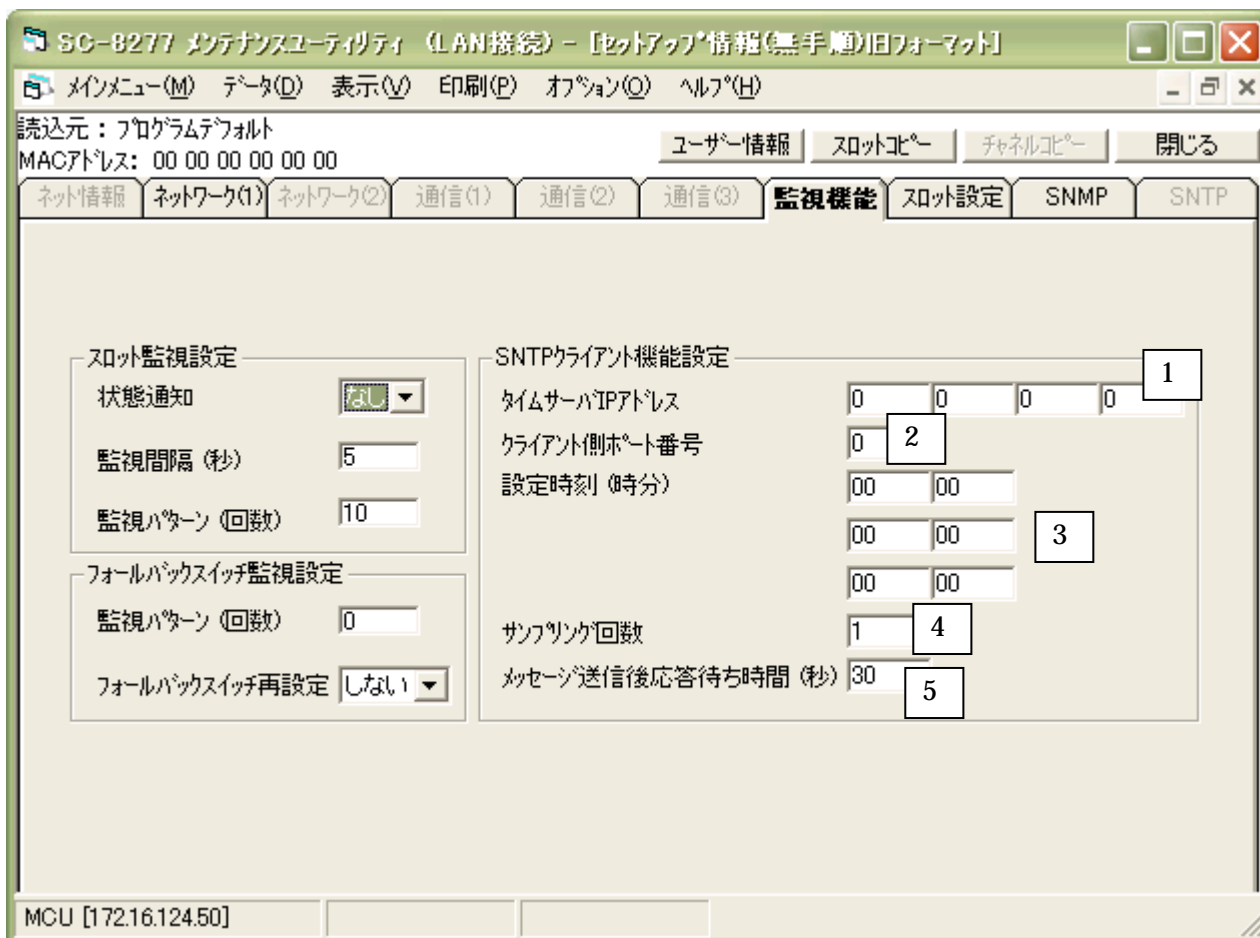 SC-8277 ﾒﾝﾃﾅﾝｽﾕｰﾃｨﾘﾃｨ (LAN接続) - [ｾｯﾄｱｯﾌﾟ情報(無手順)旧ﾌｫｰﾏｯﾄ]
ﾒｲﾝﾒﾆｭｰ(M) ﾃﾞｰﾀ(D) 表示(V) 印刷(P) ｵﾌﾟｼｮﾝ(O) ﾍﾙﾌﾟ(H)
読込元：ﾌﾟﾛｸﾞﾗﾑﾃﾞﾌｫﾙﾄ
MACｱﾄﾞﾚｽ: 00 00 00 00 00 00
ユーザー情報 ｽﾛｯﾄｺﾋﾟｰ ﾁｬﾈﾙｺﾋﾟｰ 閉じる
ﾈｯﾄ情報 ﾈｯﾄﾜｰｸ(1) ﾈｯﾄﾜｰｸ(2) 通信(1) 通信(2) 通信(3) 監視機能 ｽﾛｯﾄ設定 SNMP SNTP
ｽﾛｯﾄ監視設定
状態通知 なし
監視間隔 (秒) 5
監視ﾊﾟﾀｰﾝ (回数) 10
ﾌｫｰﾙﾊﾞｯｸｽｲｯﾁ監視設定
監視ﾊﾟﾀｰﾝ (回数) 0
ﾌｫｰﾙﾊﾞｯｸｽｲｯﾁ再設定 しない
SNTPｸﾗｲｱﾝﾄ機能設定
ﾀｲﾑｻｰﾊﾞIPｱﾄﾞﾚｽ 0 0 0 0 1
ｸﾗｲｱﾝﾄ側ﾎﾟｰﾄ番号 0 2
設定時刻 (時分) 00 00
00 00 3
00 00
ｻﾝﾌﾟﾘﾝｸﾞ回数 1 4
ﾒｯｾｰｼﾞ送信後応答待ち時間 (秒) 30 5
MCU [172.16.124.50]